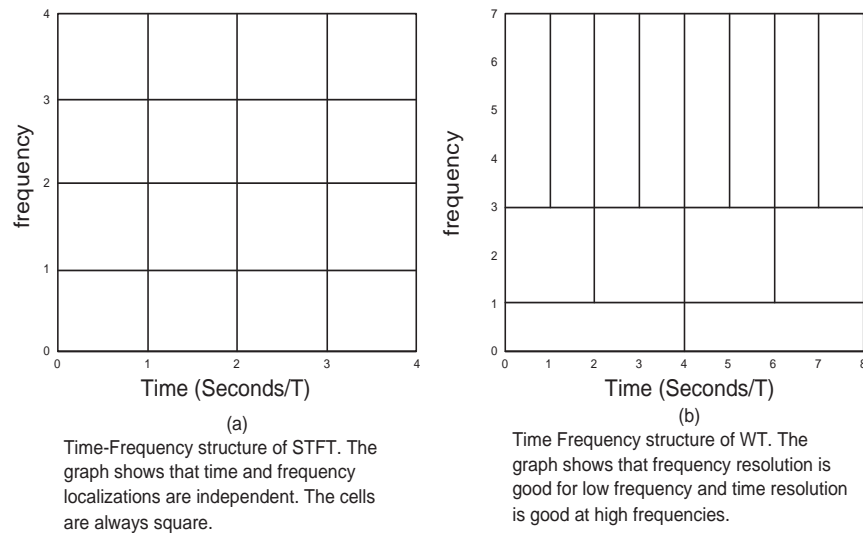 4
3
2
1
0
frequency
0 1 2 3 4
Time (Seconds/T)
(a)
Time-Frequency structure of STFT. The
graph shows that time and frequency
localizations are independent. The cells
are always square.
7
6
5
4
3
2
1
0
frequency
0 1 2 3 4 5 6 7 8
Time (Seconds/T)
(b)
Time Frequency structure of WT. The
graph shows that frequency resolution is
good for low frequency and time resolution
is good at high frequencies.